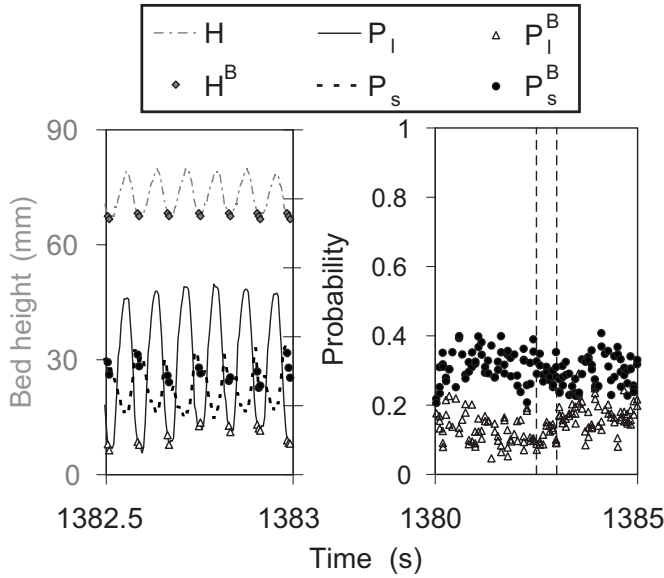 H P_l P_l^B
H^B P_s P_s^B
90
60
30
0
Bed height (mm)
1382.5 1383
1
0.8
0.6
0.4
0.2
0
Probability
1380 1385
Time (s)